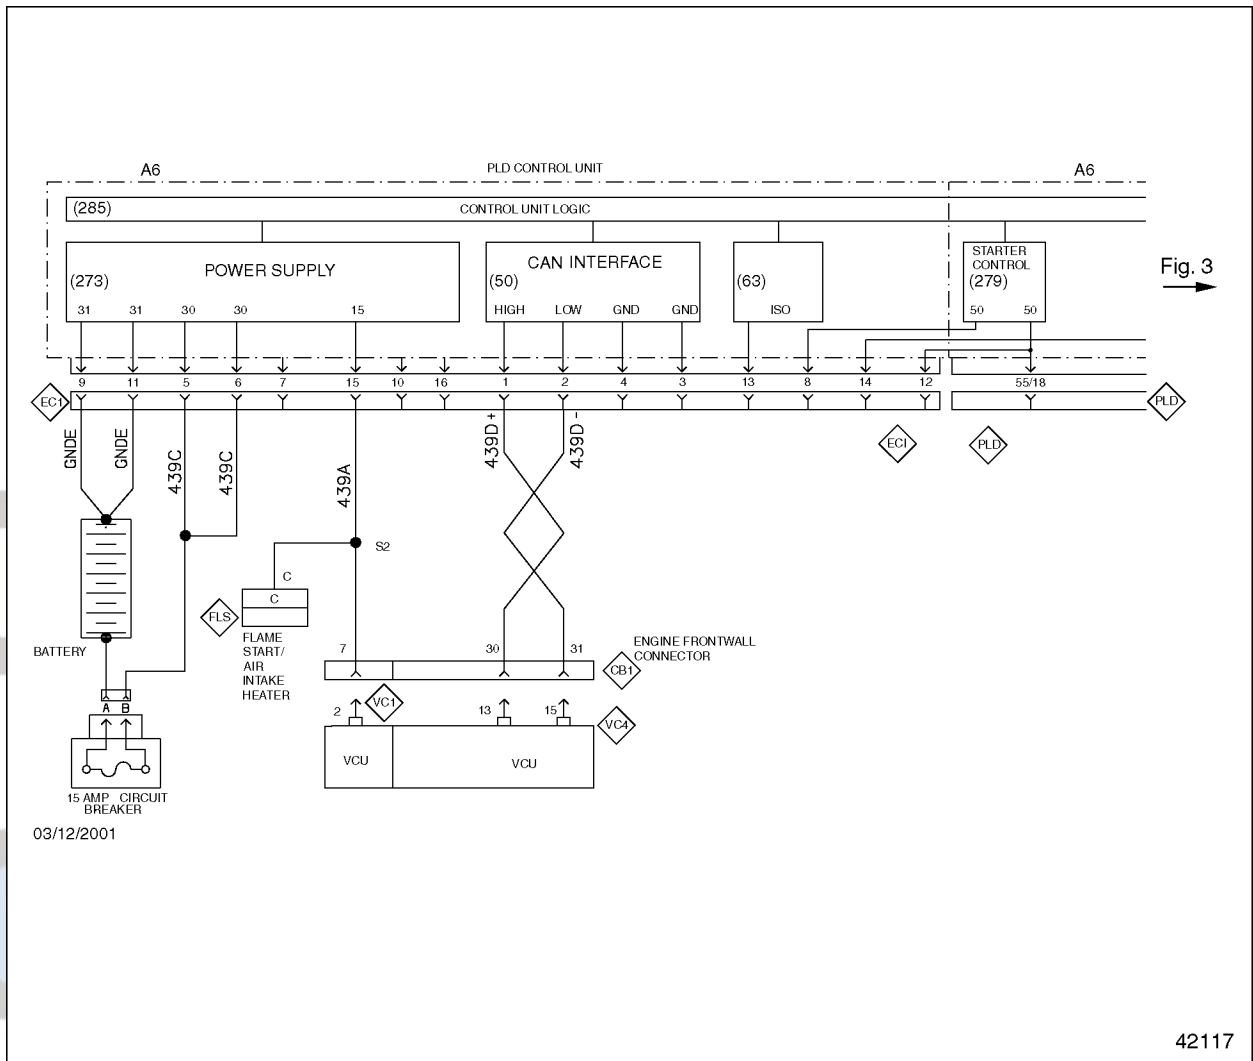 A6 PLD CONTROL UNIT A6
(285) CONTROL UNIT LOGIC
POWER SUPPLY
(273)
31 31 30 30 15
CAN INTERFACE
(50)
HIGH LOW GND GND
(63)
ISO
STARTER
CONTROL
(279)
50 50
Fig. 3
9 11 5 6 7 15 10 16 1 2 4 3 13 8 14 12 55/18
EC1
PLD
ECI
PLD
GNDE
GNDE
439C
439C
439A
439D +
439D -
S2
C
C
FLS
FLAME
START/
AIR
INTAKE
HEATER
BATTERY
7 30 31
ENGINE FRONTWALL
CONNECTOR
CB1
VC1
2 13 15
VC4
VCU
VCU
A B
15 AMP CIRCUIT
BREAKER
03/12/2001
42117